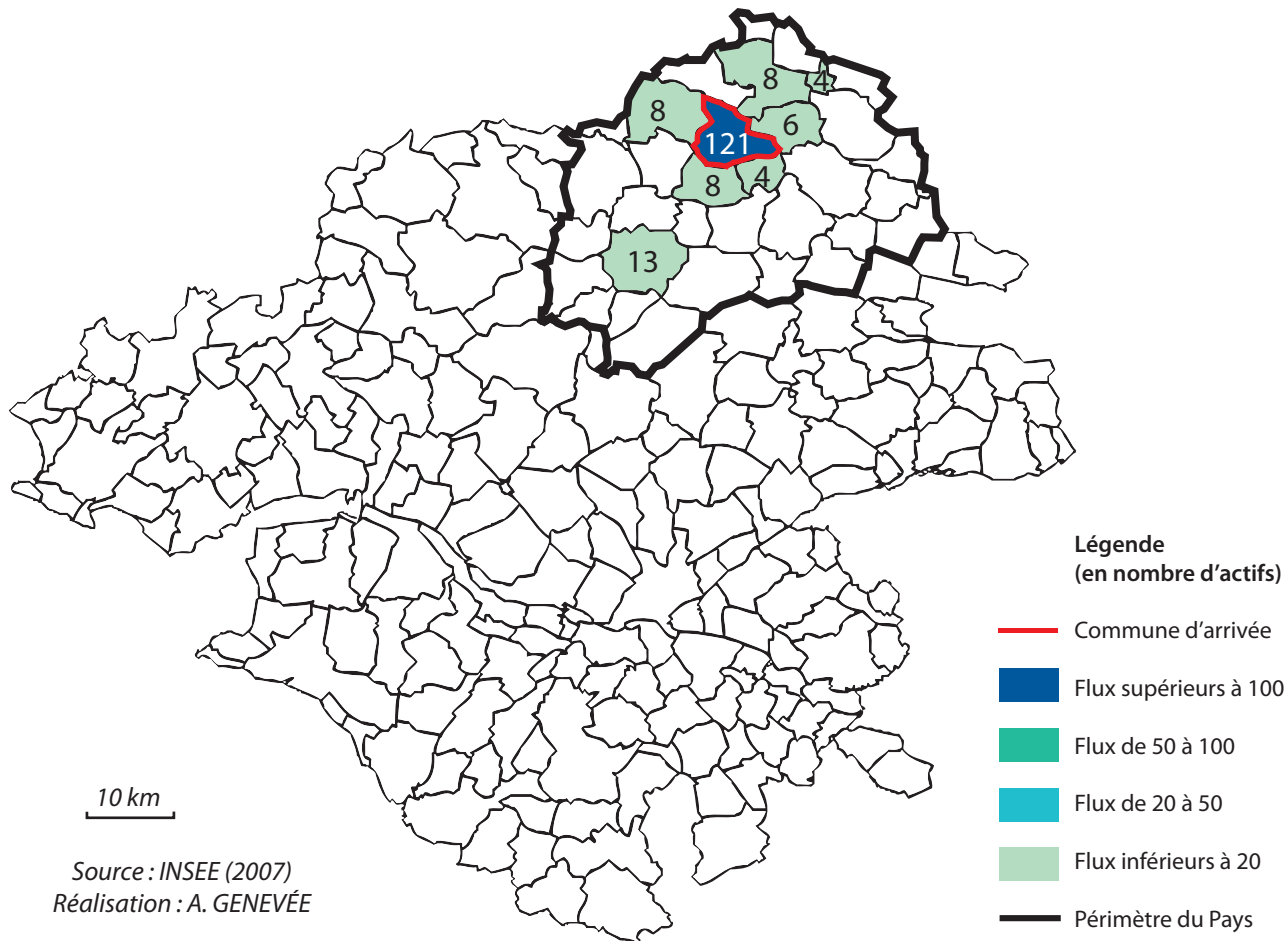 8
4
8
6
121
8
4
13
Légende
(en nombre d'actifs)
Commune d'arrivée
Flux supérieurs à 100
Flux de 50 à 100
Flux de 20 à 50
Flux inférieurs à 20
Périmètre du Pays
10 km
Source : INSEE (2007)
Réalisation : A. GENEVÉE